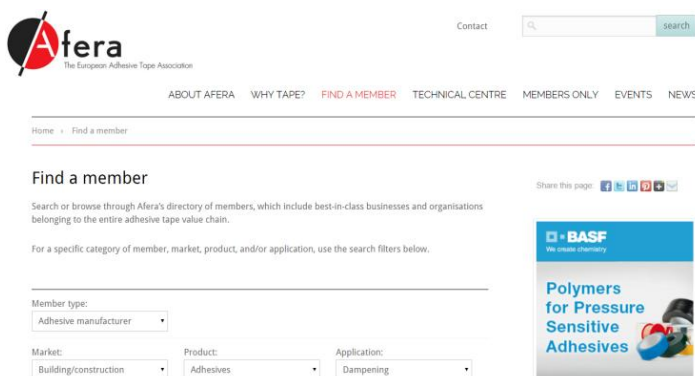 Afera
The European Adhesive Tape Association
Contact
search
ABOUT AFERA WHY TAPE? FIND A MEMBER TECHNICAL CENTRE MEMBERS ONLY EVENTS NEWS
Home › Find a member
Find a member
Search or browse through Afera's directory of members, which include best-in-class businesses and organisations
belonging to the entire adhesive tape value chain.
For a specific category of member, market, product, and/or application, use the search filters below.
Member type:
Adhesive manufacturer
Market: Product: Application:
Building/construction Adhesives Dampening
Share this page:
BASF
We create chemistry
Polymers
for Pressure
Sensitive
Adhesives